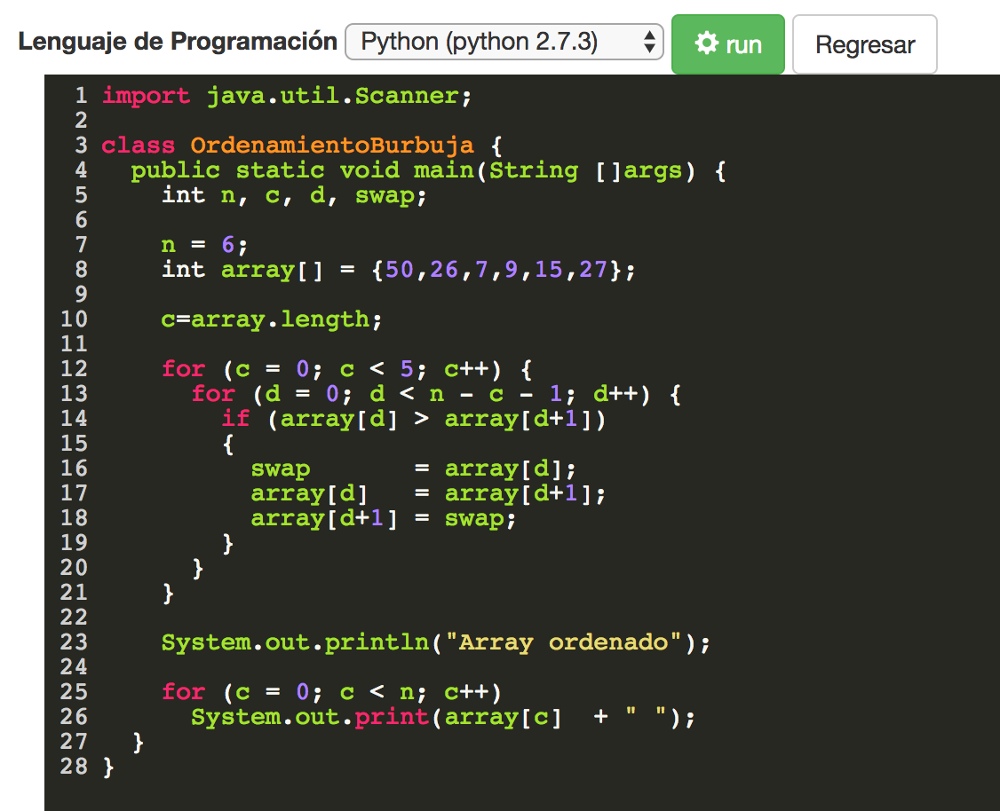 Lenguaje de Programación Python (python 2.7.3) run Regresar
1 import java.util.Scanner;
2
3 class OrdenamientoBurbuja {
4   public static void main(String []args) {
5     int n, c, d, swap;
6
7     n = 6;
8     int array[] = {50,26,7,9,15,27};
9
10     c=array.length;
11
12     for (c = 0; c < 5; c++) {
13       for (d = 0; d < n - c - 1; d++) {
14         if (array[d] > array[d+1])
15         {
16           swap       = array[d];
17           array[d]   = array[d+1];
18           array[d+1] = swap;
19         }
20       }
21     }
22
23     System.out.println("Array ordenado");
24
25     for (c = 0; c < n; c++)
26       System.out.print(array[c]  + " ");
27   }
28 }